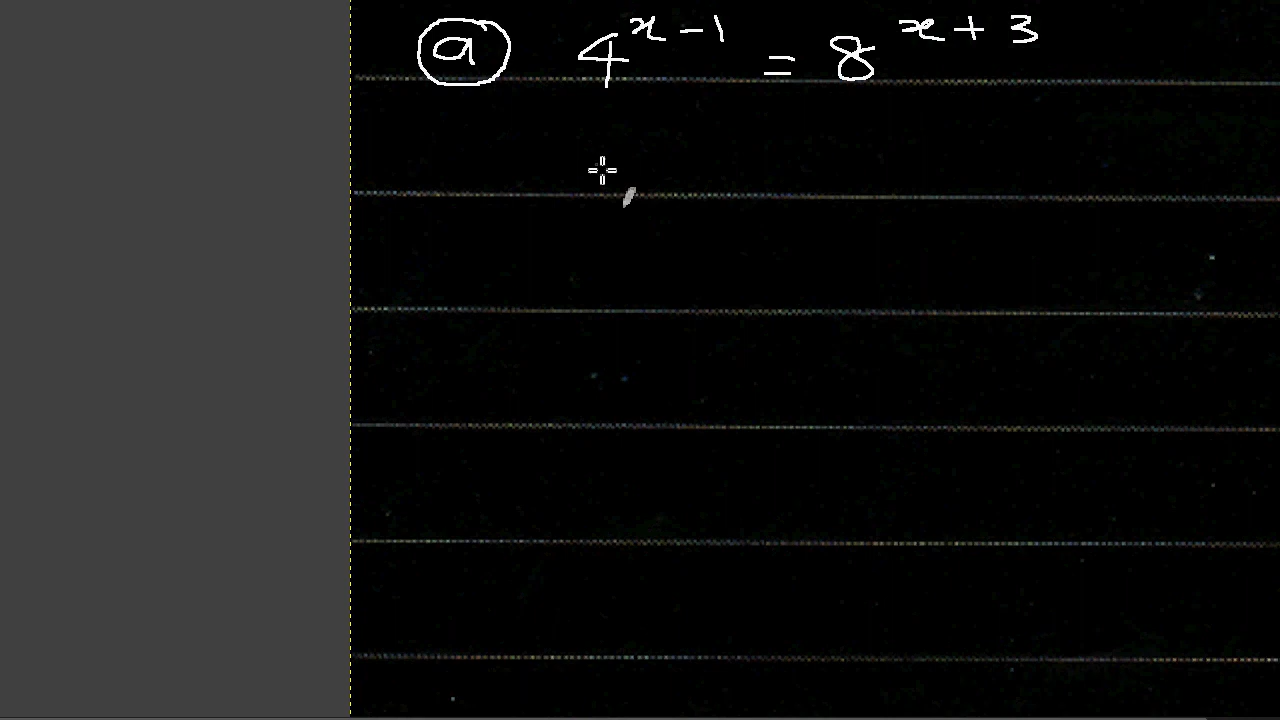 ⓐ 4^{x-1} = 8^{x+3}